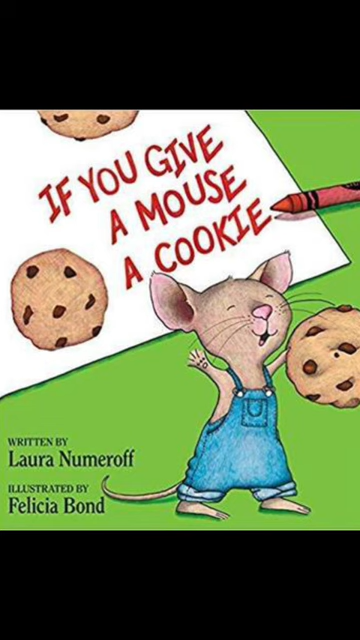 IF YOU GIVE
A MOUSE
A COOKIE
WRITTEN BY
Laura Numeroff
ILLUSTRATED BY
Felicia Bond